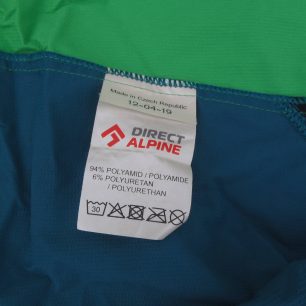 Made in Czech Republic
12-04-19
DIRECT
ALPINE
94% POLYAMID / POLYAMIDE
6% POLYURETAN /
/ POLYURETHAN
30